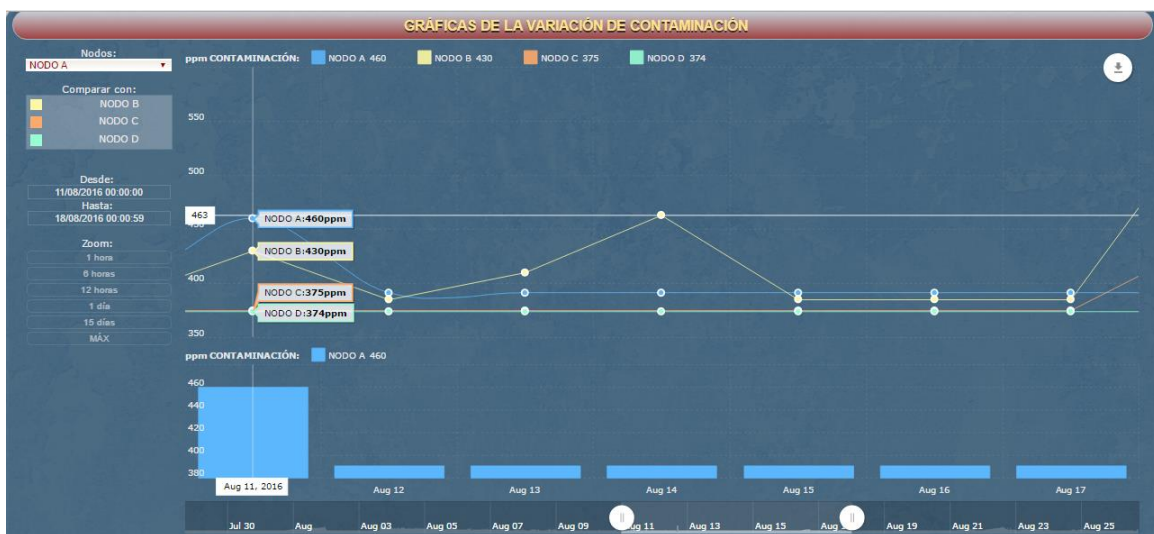 GRÁFICAS DE LA VARIACIÓN DE CONTAMINACIÓN
Nodos:
NODO A
Comparar con:
NODO B
NODO C
NODO D
Desde:
11/08/2016 00:00:00
Hasta:
18/08/2016 00:00:59
Zoom:
1 hora
6 horas
12 horas
1 día
15 días
MÁX
ppm CONTAMINACIÓN: NODO A 460 NODO B 430 NODO C 375 NODO D 374
550
500
463
450
400
350
NODO A:460ppm
NODO B:430ppm
NODO C:375ppm
NODO D:374ppm
ppm CONTAMINACIÓN: NODO A 460
460
440
420
400
380
Aug 11, 2016 Aug 12 Aug 13 Aug 14 Aug 15 Aug 16 Aug 17
Jul 30 Aug Aug 03 Aug 05 Aug 07 Aug 09 11 Aug 13 Aug 15 Aug Aug 19 Aug 21 Aug 23 Aug 25